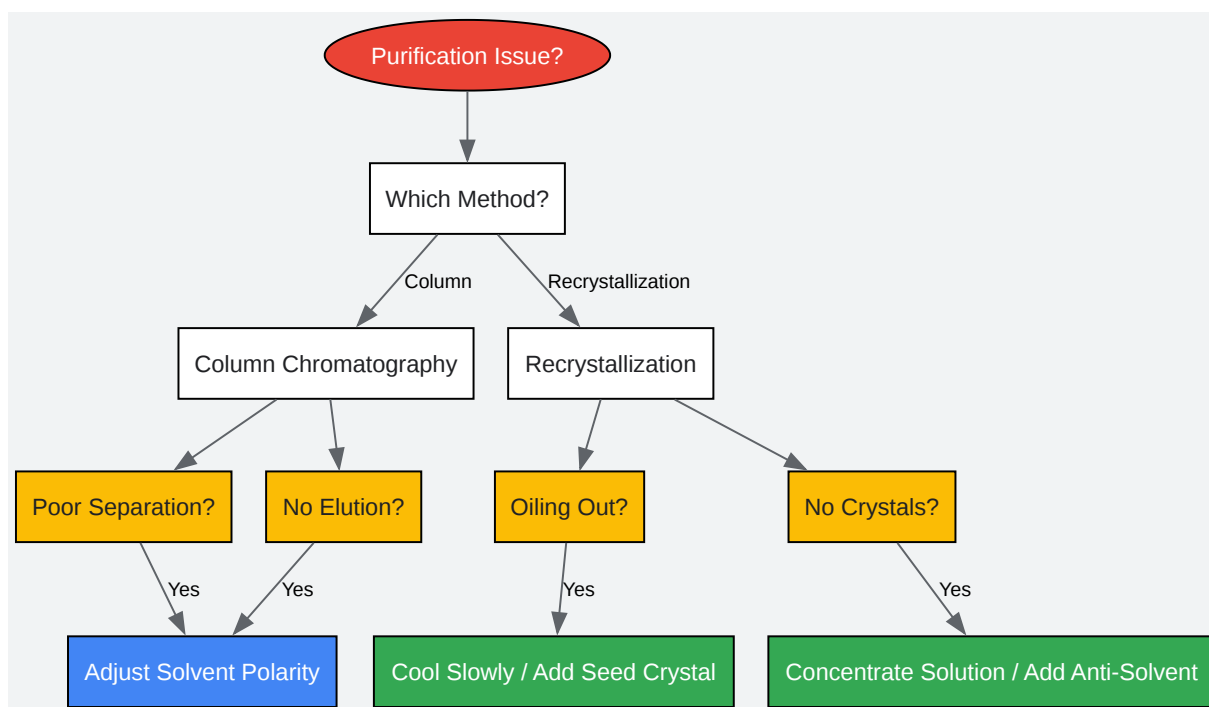 Purification Issue?
Which Method?
Column
Recrystallization
Column Chromatography
Recrystallization
Poor Separation?
No Elution?
Oiling Out?
No Crystals?
Yes
Yes
Yes
Yes
Adjust Solvent Polarity
Cool Slowly / Add Seed Crystal
Concentrate Solution / Add Anti-Solvent